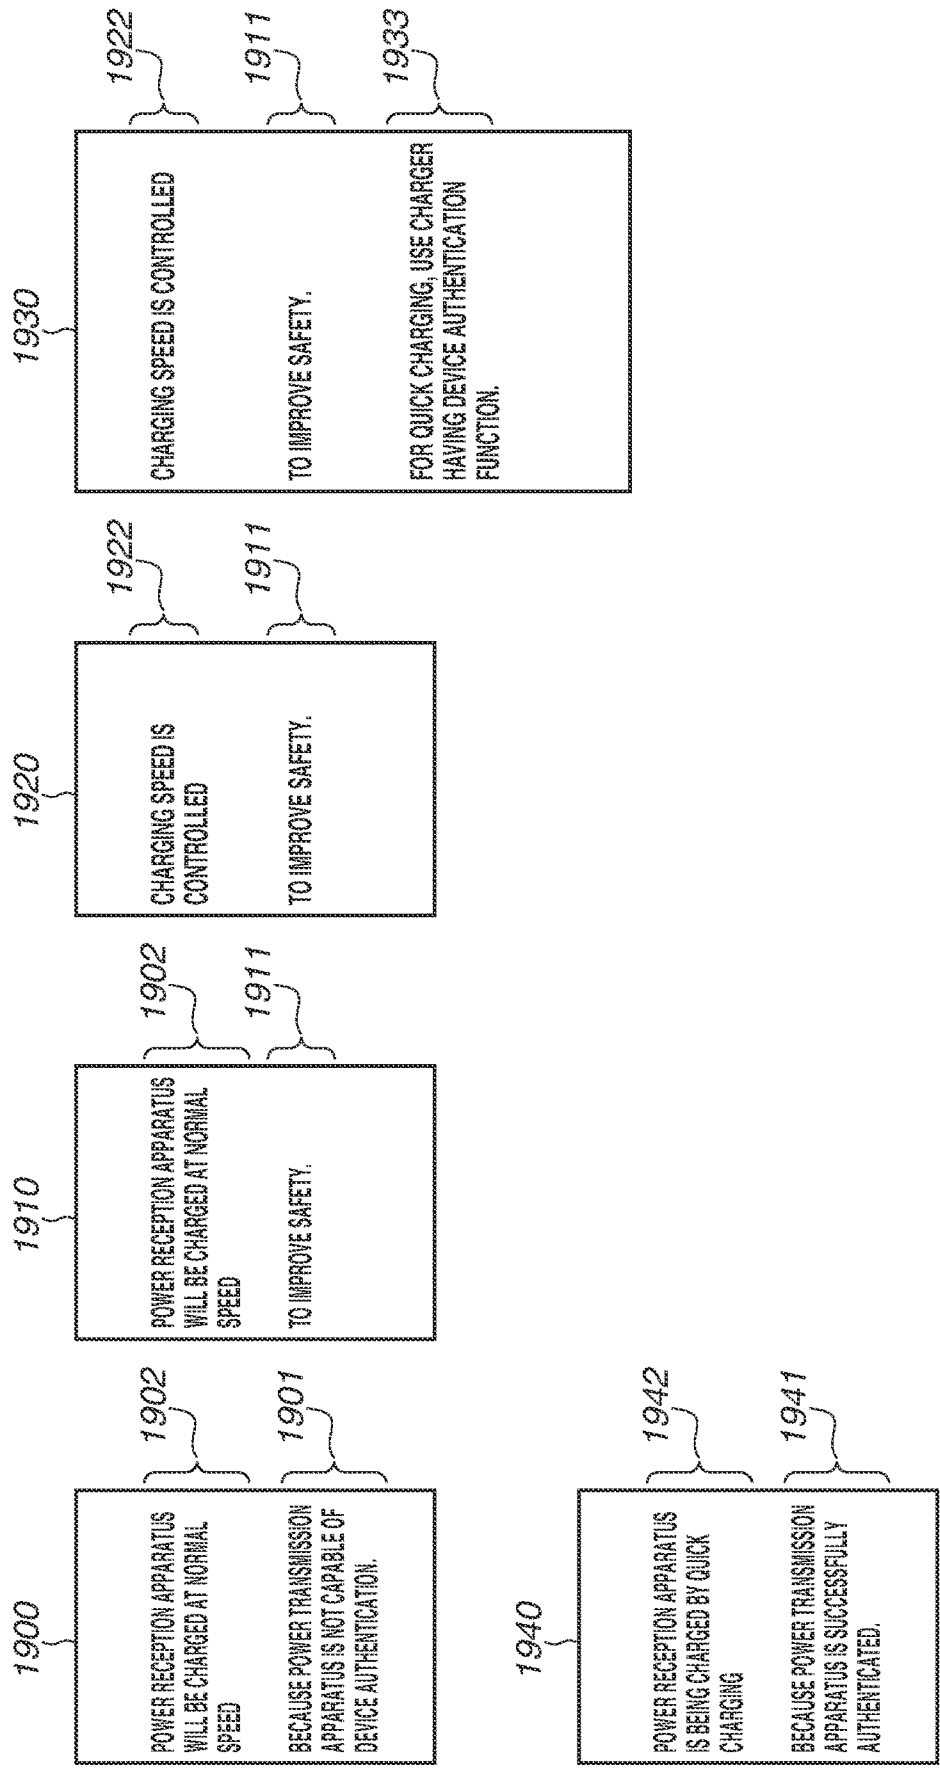 1900
POWER RECEPTION APPARATUS
WILL BE CHARGED AT NORMAL
SPEED
1902
BECAUSE POWER TRANSMISSION
APPARATUS IS NOT CAPABLE OF
DEVICE AUTHENTICATION.
1901
1910
POWER RECEPTION APPARATUS
WILL BE CHARGED AT NORMAL
SPEED
1902
TO IMPROVE SAFETY.
1911
1920
CHARGING SPEED IS
CONTROLLED
1922
TO IMPROVE SAFETY.
1911
1930
CHARGING SPEED IS CONTROLLED
1922
TO IMPROVE SAFETY.
1911
FOR QUICK CHARGING, USE CHARGER
HAVING DEVICE AUTHENTICATION
FUNCTION.
1933
1940
POWER RECEPTION APPARATUS
IS BEING CHARGED BY QUICK
CHARGING
1942
BECAUSE POWER TRANSMISSION
APPARATUS IS SUCCESSFULLY
AUTHENTICATED.
1941